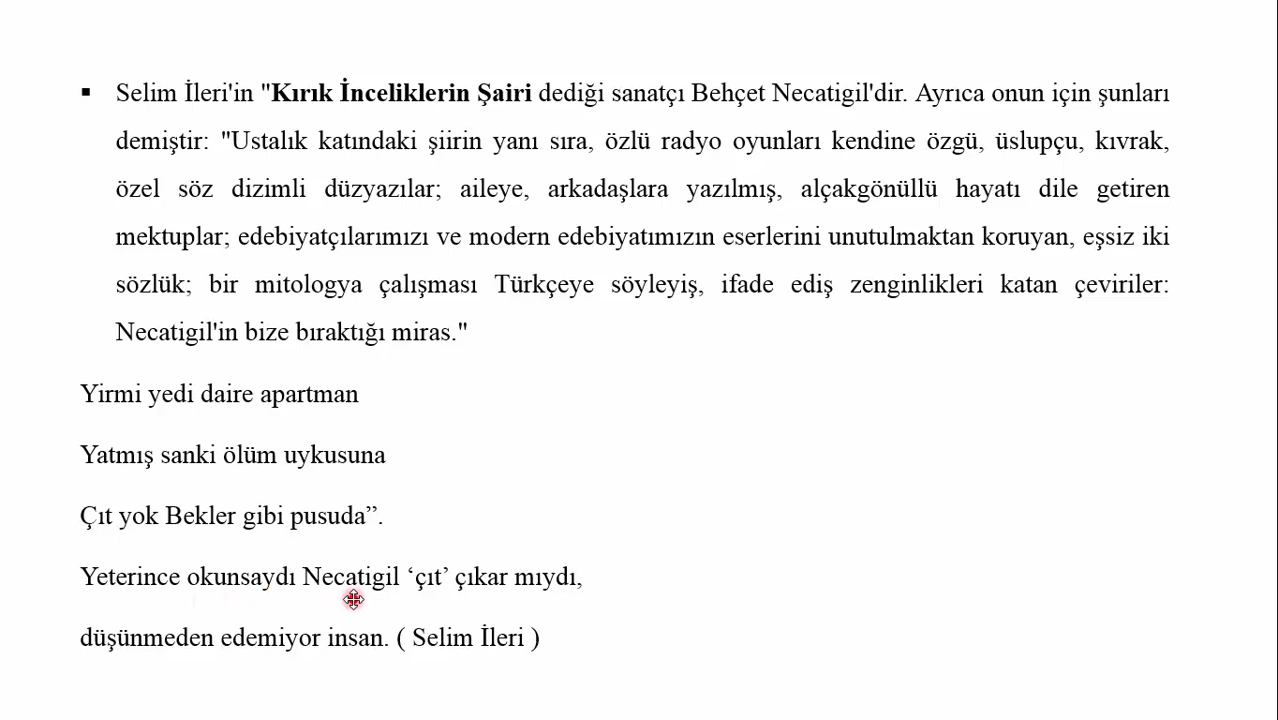 ▪ Selim İleri'in "Kırık İnceliklerin Şairi dediği sanatçı Behçet Necatigil'dir. Ayrıca onun için şunları
demiştir: "Ustalık katındaki şiirin yanı sıra, özlü radyo oyunları kendine özgü, üslupçu, kıvrak,
özel söz dizimli düzyazılar; aileye, arkadaşlara yazılmış, alçakgönüllü hayatı dile getiren
mektuplar; edebiyatçılarımızı ve modern edebiyatımızın eserlerini unutulmaktan koruyan, eşsiz iki
sözlük; bir mitologya çalışması Türkçeye söyleyiş, ifade ediş zenginlikleri katan çeviriler:
Necatigil'in bize bıraktığı miras."
Yirmi yedi daire apartman
Yatmış sanki ölüm uykusuna
Çıt yok Bekler gibi pusuda”.
Yeterince okunsaydı Necatigil ‘çıt’ çıkar mıydı,
düşünmeden edemiyor insan. ( Selim İleri )